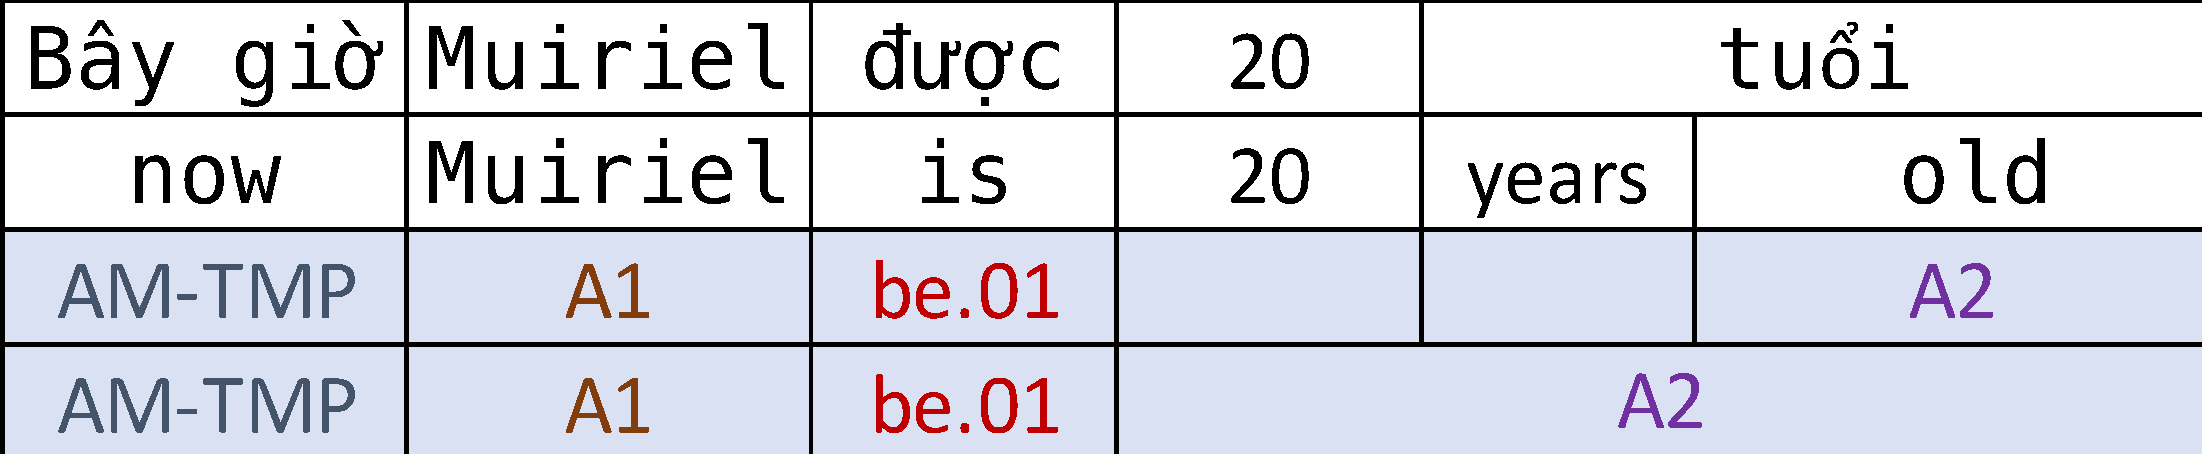 Bây giờ Muiriel được 20 tuổi
now Muiriel is 20 years old
AM-TMP A1 be.01 A2
AM-TMP A1 be.01 A2